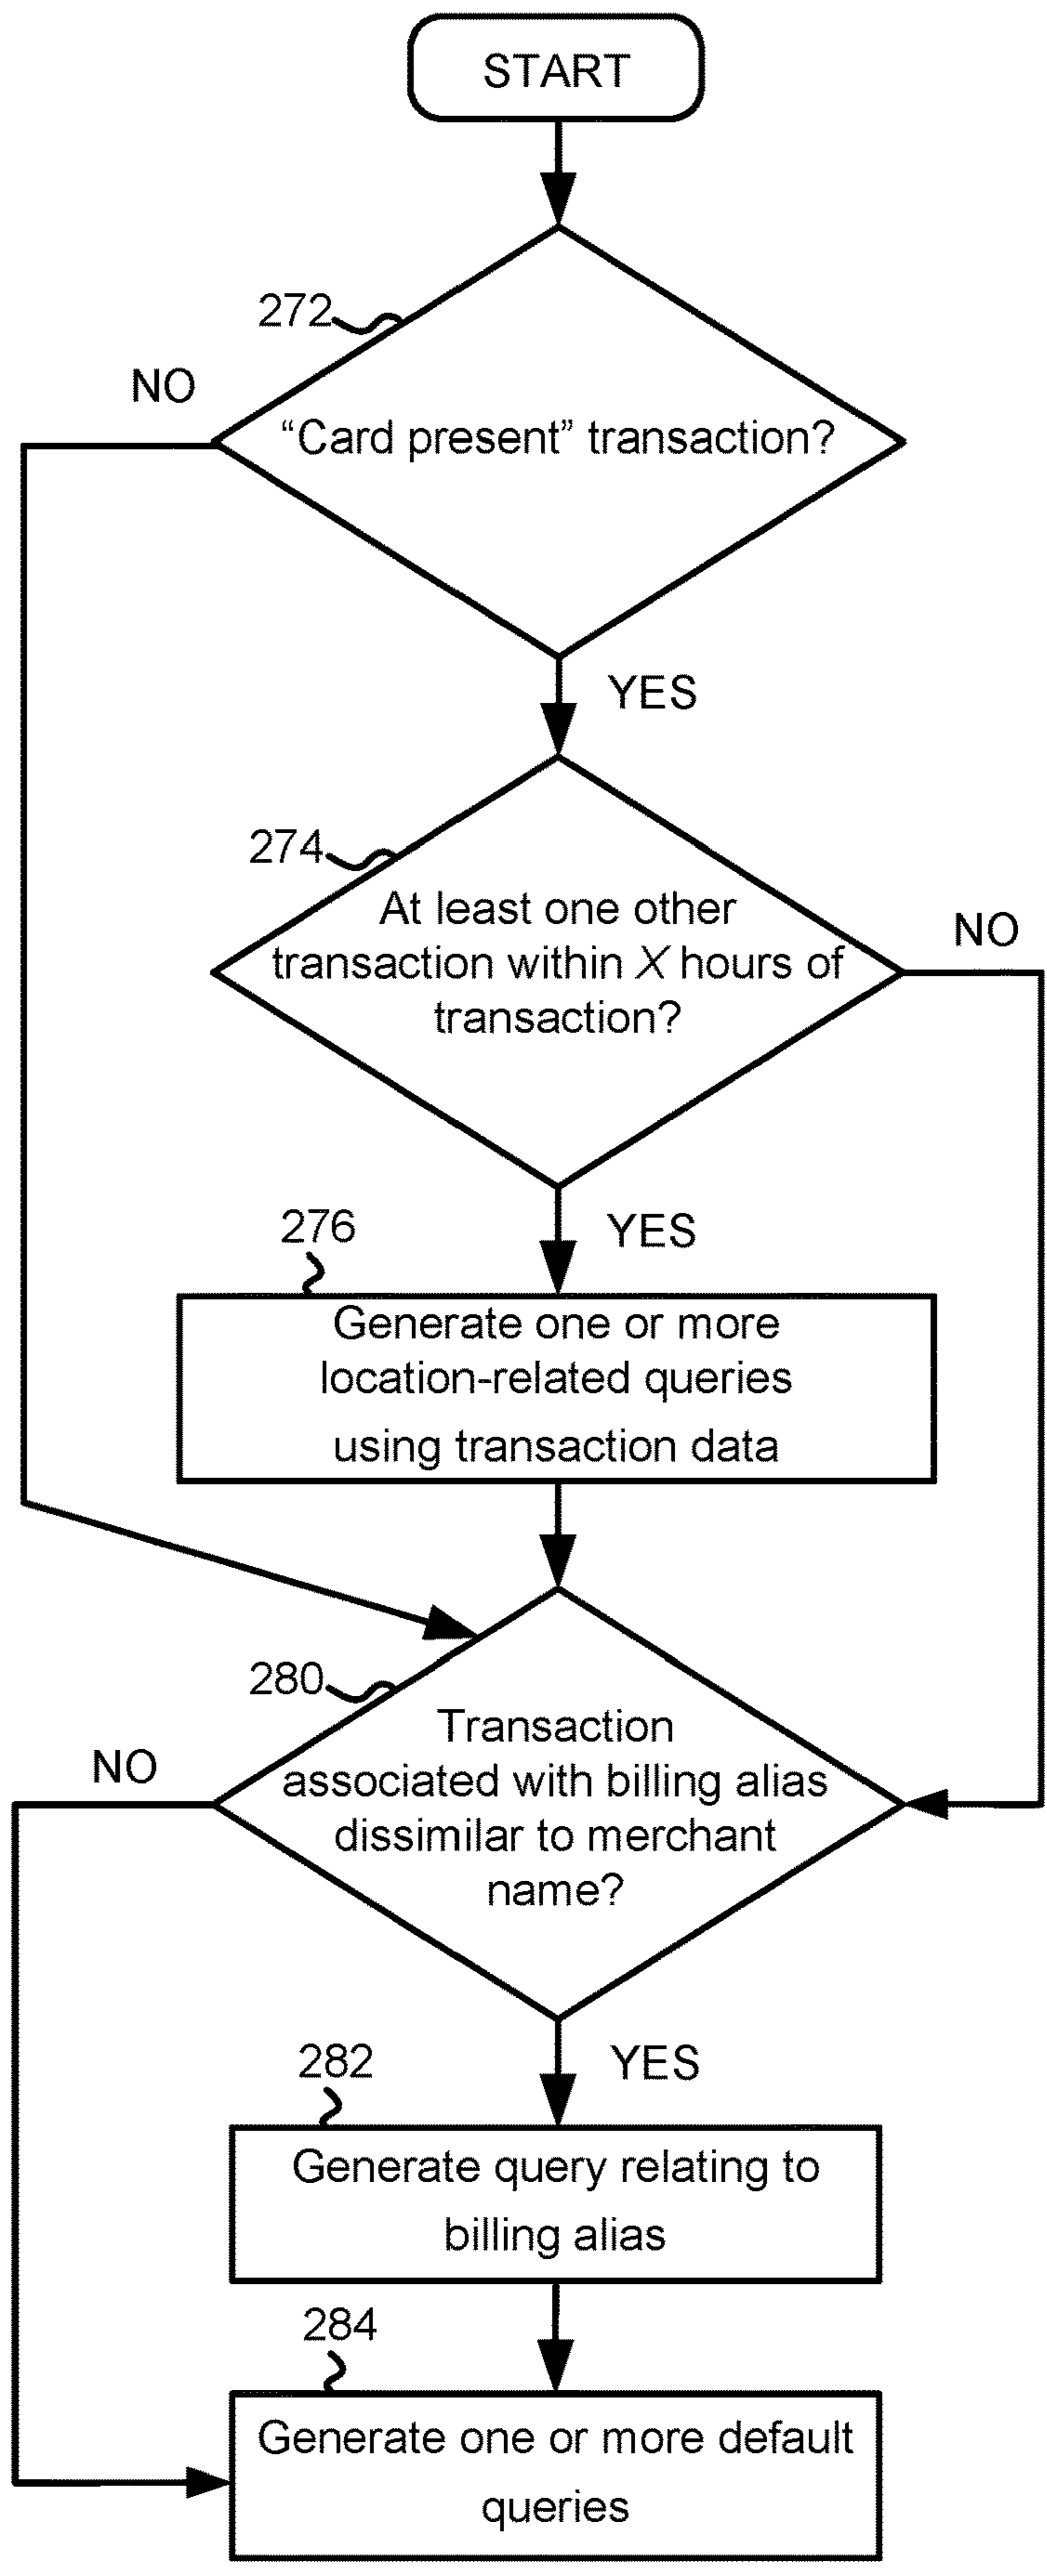 START
272
NO
“Card present” transaction?
YES
274
At least one other
transaction within X hours of
transaction?
NO
YES
276
Generate one or more
location-related queries
using transaction data
280
NO
Transaction
associated with billing alias
dissimilar to merchant
name?
YES
282
Generate query relating to
billing alias
284
Generate one or more default
queries